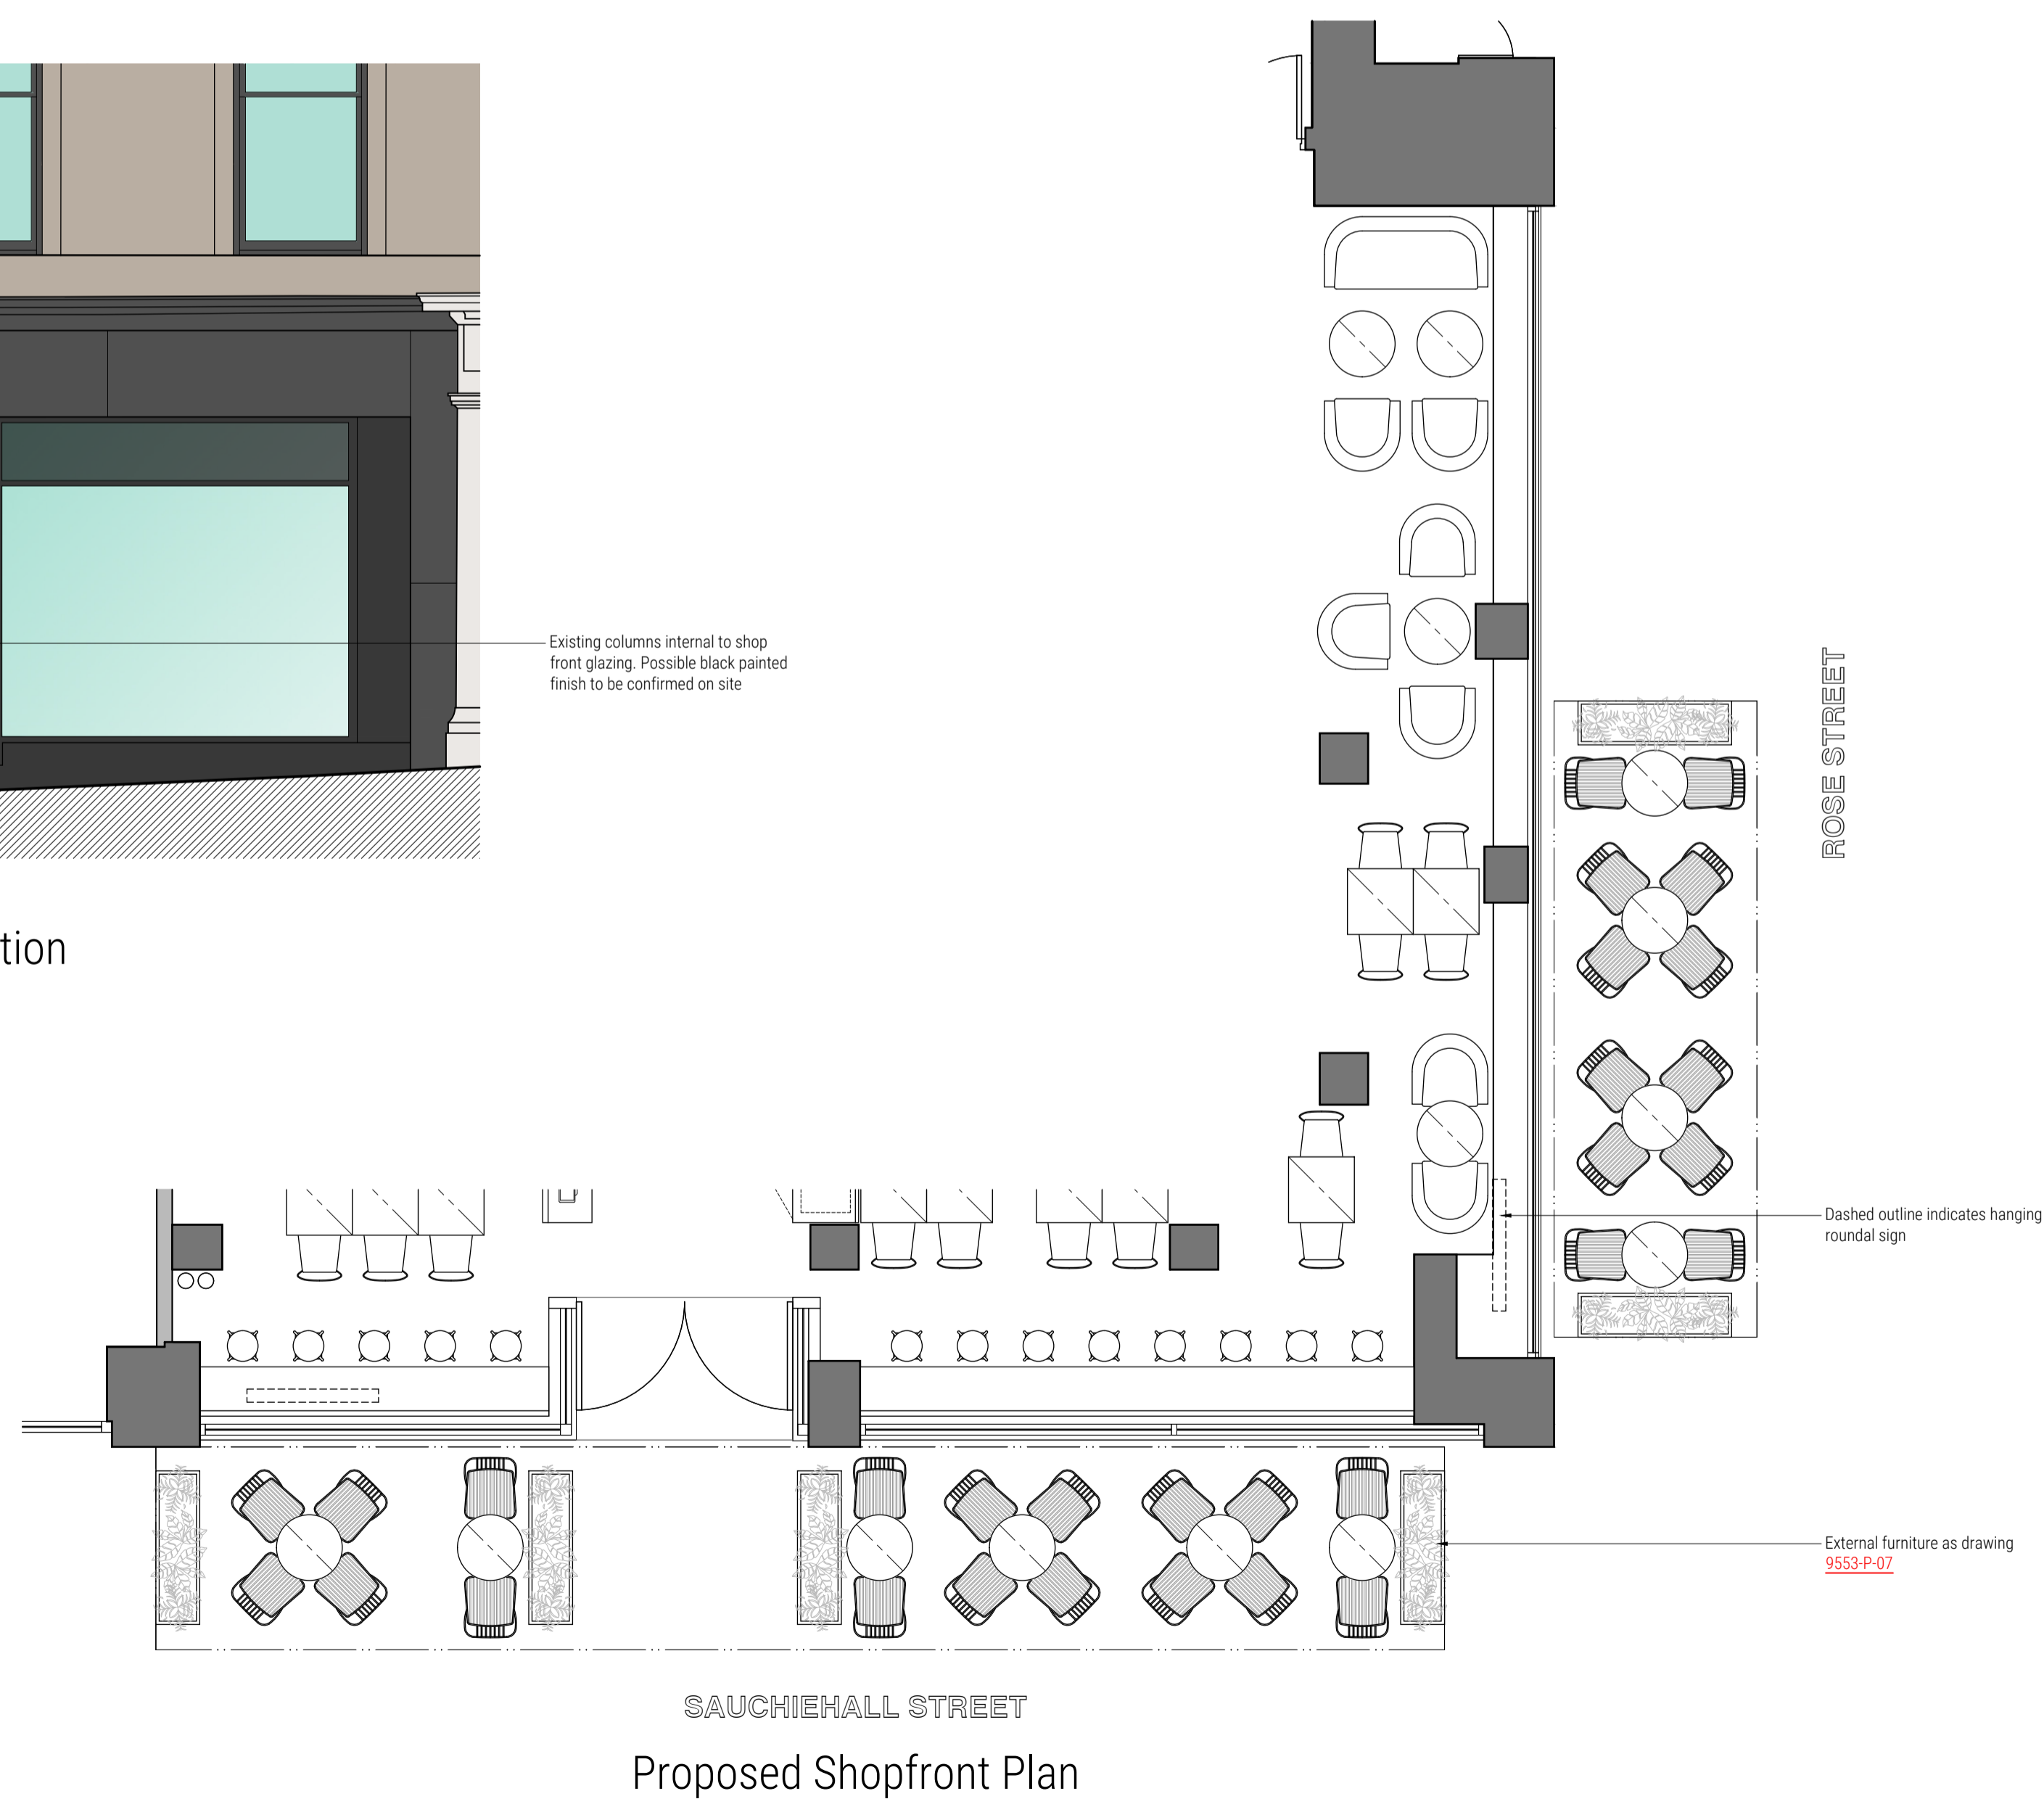 Existing columns internal to shop
front glazing. Possible black painted
finish to be confirmed on site
tion
ROSE STREET
Dashed outline indicates hanging
roundal sign
External furniture as drawing
9553-P-07
SAUCHIEHALL STREET
Proposed Shopfront Plan